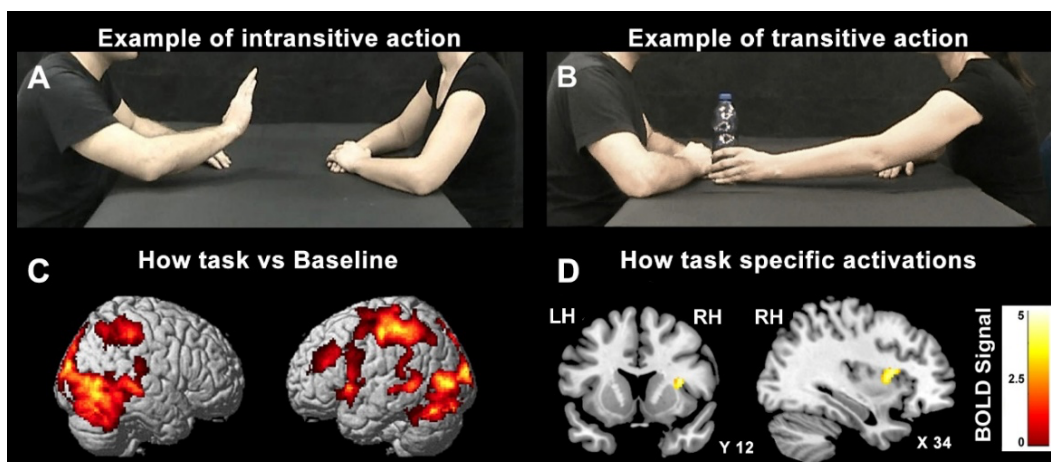 Example of intransitive action
Example of transitive action
A
B
How task vs Baseline
How task specific activations
C
D
LH
RH
RH
Y 12
X 34
BOLD Signal
5
2.5
0